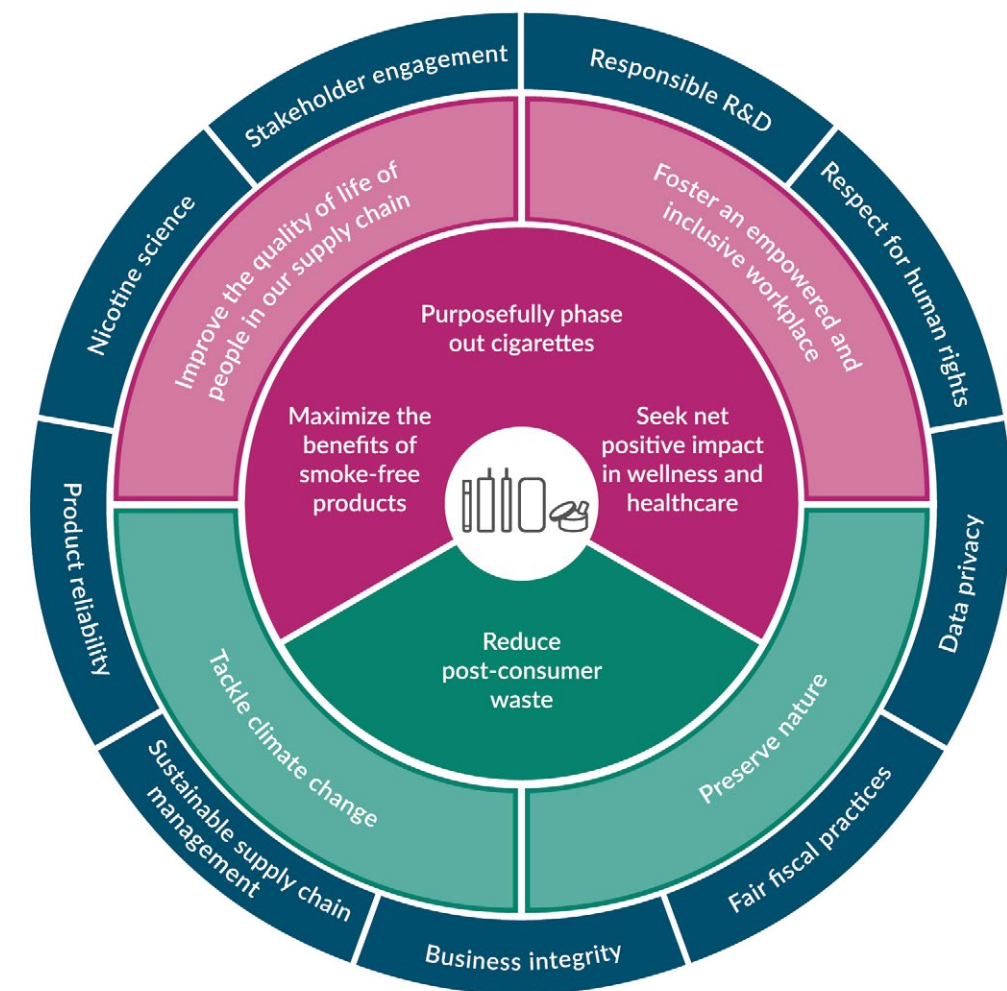 Stakeholder engagement
Responsible R&D
Respect for human rights
Data privacy
Fair fiscal practices
Business integrity
Sustainable supply chain
management
Product reliability
Nicotine science
Improve the quality of life of
people in our supply chain
Foster an empowered and
inclusive workplace
Preserve nature
Tackle climate change
Purposefully phase
out cigarettes
Maximize the
benefits of
smoke-free
products
Seek net
positive impact
in wellness and
healthcare
Reduce
post-consumer
waste